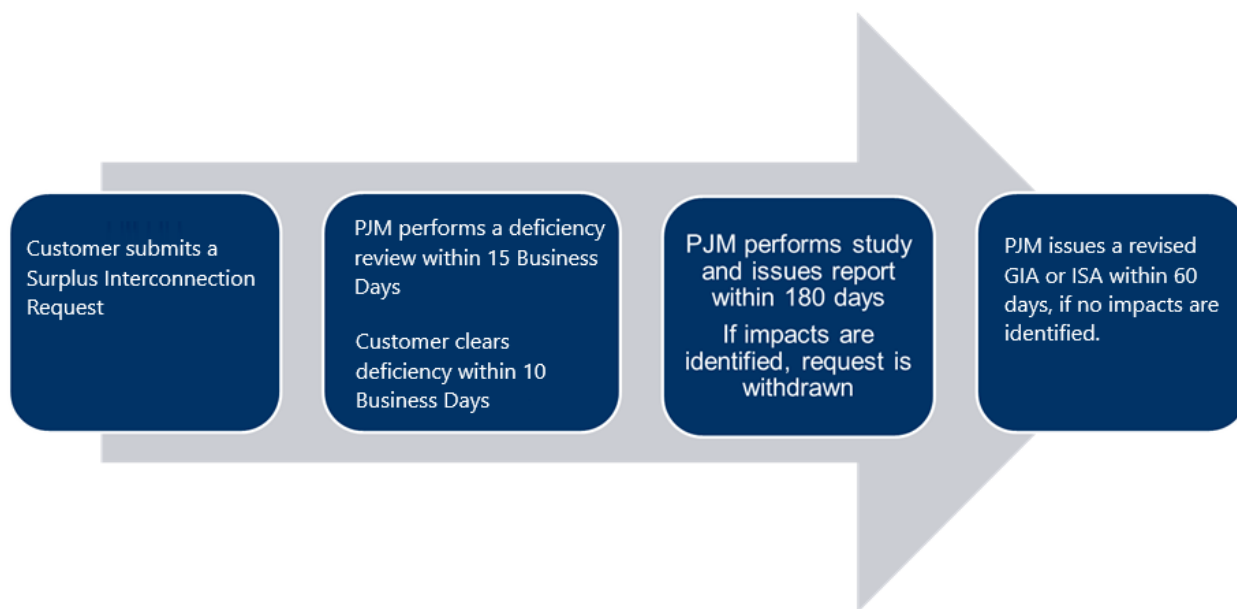 Customer submits a
Surplus Interconnection
Request
PJM performs a deficiency
review within 15 Business
Days
Customer clears
deficiency within 10
Business Days
PJM performs study
and issues report
within 180 days
If impacts are
identified, request is
withdrawn
PJM issues a revised
GIA or ISA within 60
days, if no impacts are
identified.